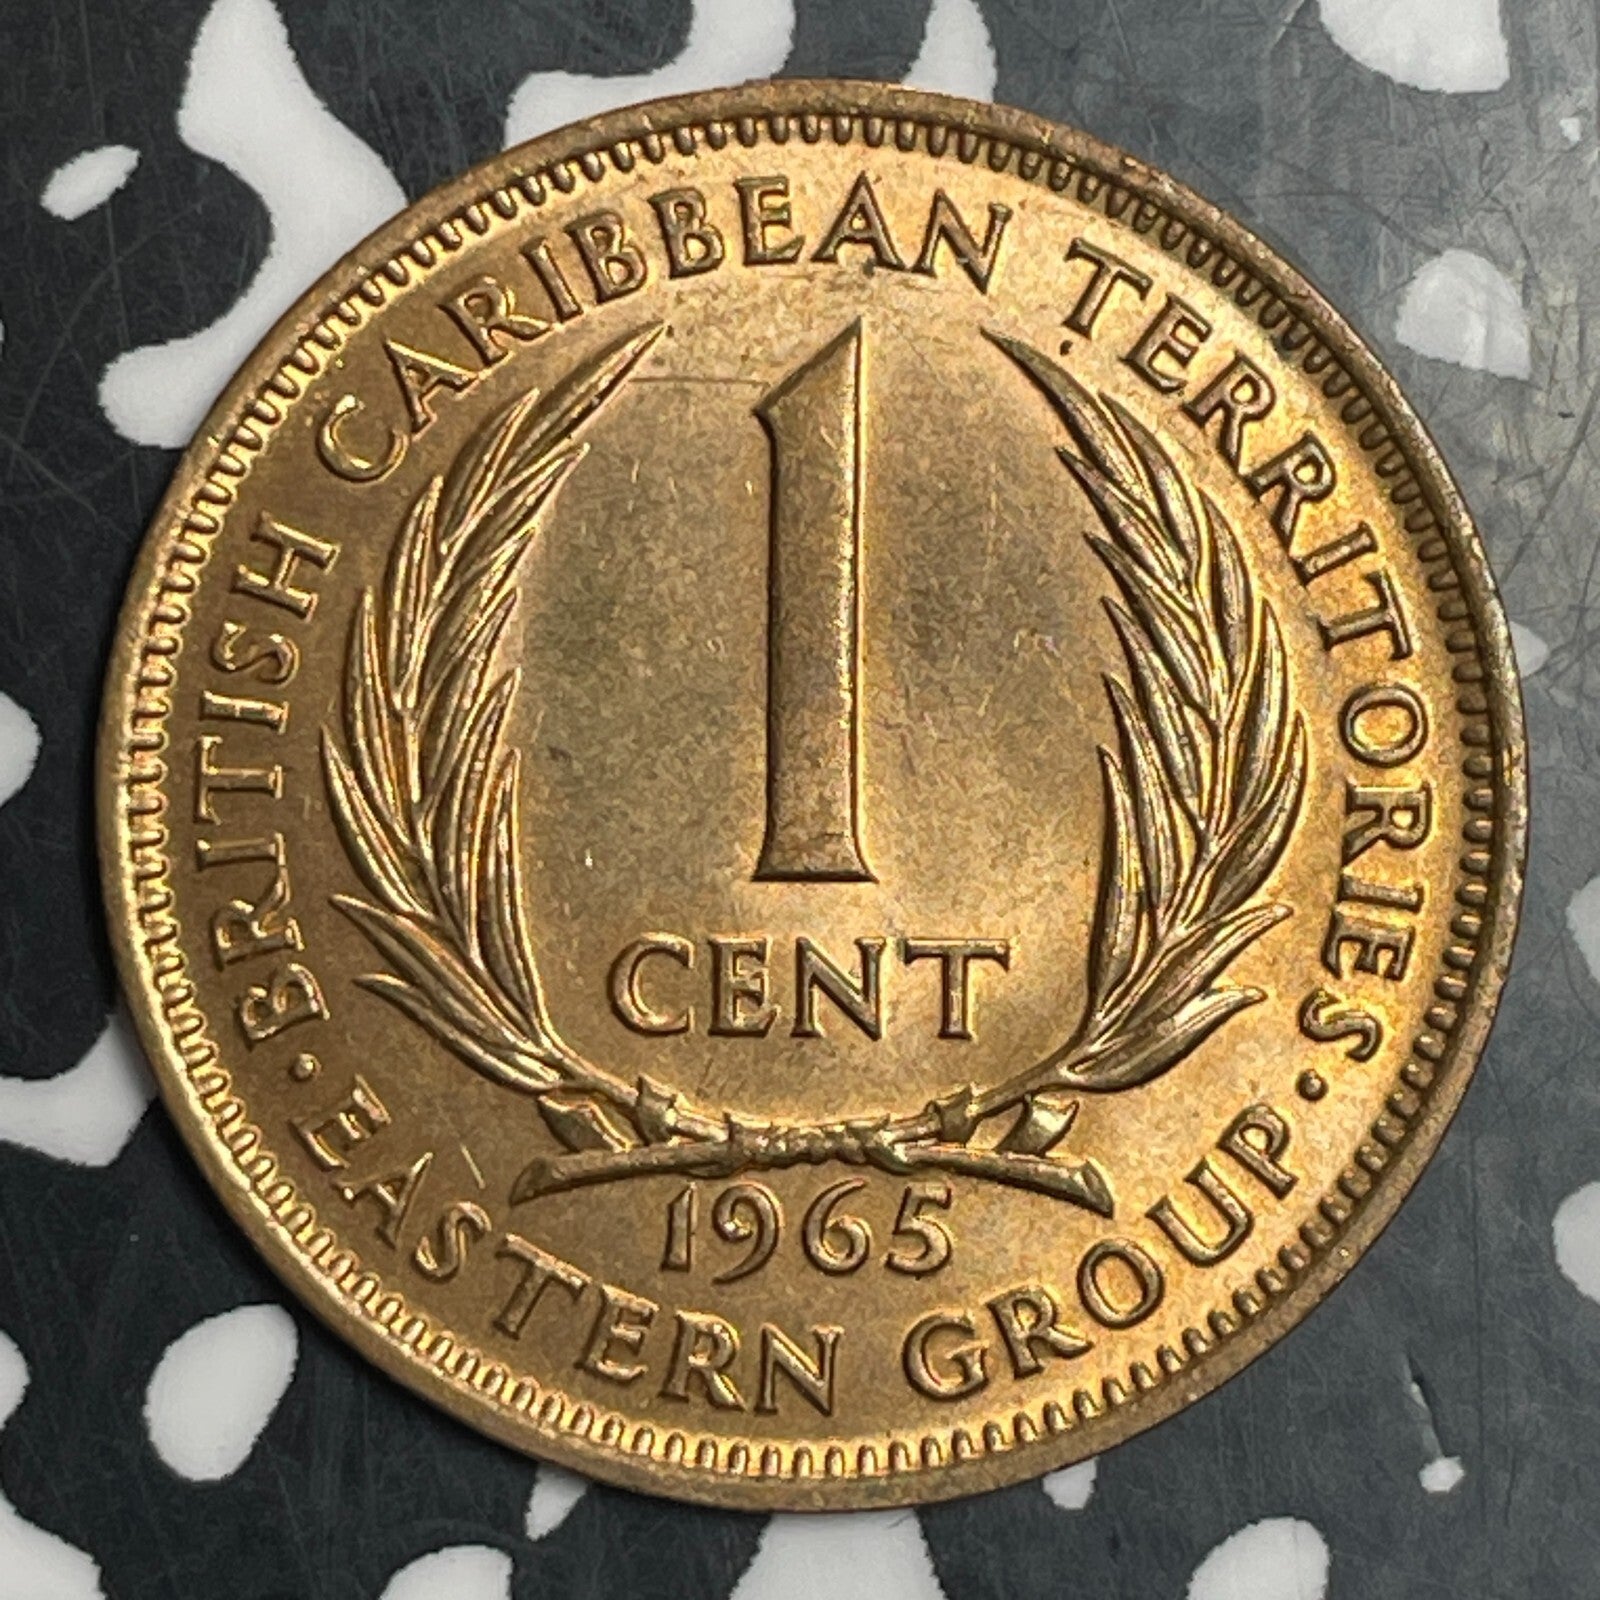 BRITISH CARIBBEAN TERRITORIES
1
CENT
1965
· EASTERN GROUP ·